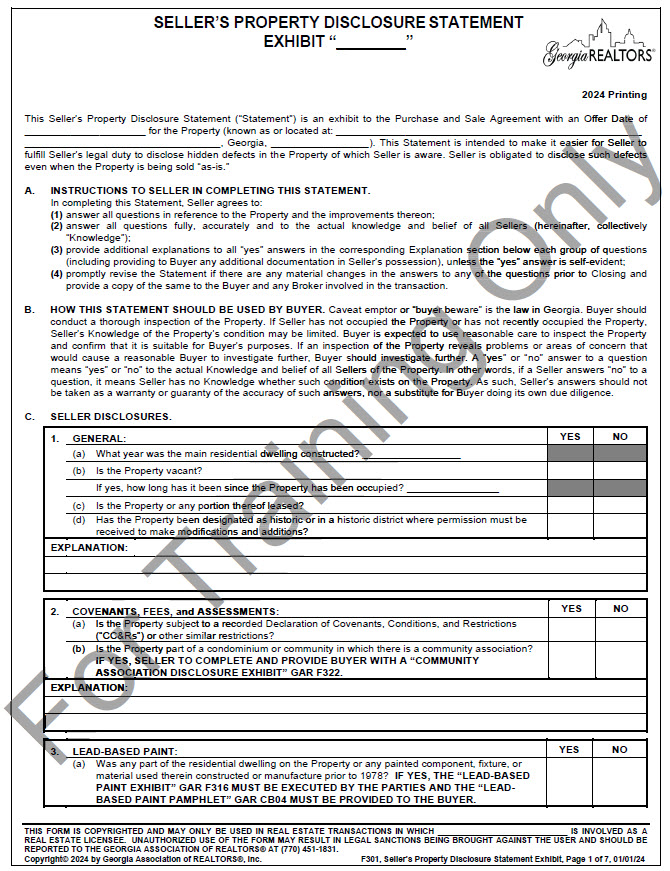 SELLER'S PROPERTY DISCLOSURE STATEMENT
EXHIBIT "________"
Georgia REALTORS®
2024 Printing
This Seller's Property Disclosure Statement ("Statement") is an exhibit to the Purchase and Sale Agreement with an Offer Date of
______________________ for the Property (known as or located at: ______________________________________________________
___________________________________, Georgia, __________________). This Statement is intended to make it easier for Seller to
fulfill Seller's legal duty to disclose hidden defects in the Property of which Seller is aware. Seller is obligated to disclose such defects
even when the Property is being sold "as-is."
A. INSTRUCTIONS TO SELLER IN COMPLETING THIS STATEMENT.
In completing this Statement, Seller agrees to:
(1) answer all questions in reference to the Property and the improvements thereon;
(2) answer all questions fully, accurately and to the actual knowledge and belief of all Sellers (hereinafter, collectively
"Knowledge");
(3) provide additional explanations to all "yes" answers in the corresponding Explanation section below each group of questions
(including providing to Buyer any additional documentation in Seller's possession), unless the "yes" answer is self-evident;
(4) promptly revise the Statement if there are any material changes in the answers to any of the questions prior to Closing and
provide a copy of the same to the Buyer and any Broker involved in the transaction.
B. HOW THIS STATEMENT SHOULD BE USED BY BUYER. Caveat emptor or "buyer beware" is the law in Georgia. Buyer should
conduct a thorough inspection of the Property. If Seller has not occupied the Property or has not recently occupied the Property,
Seller's Knowledge of the Property's condition may be limited. Buyer is expected to use reasonable care to inspect the Property
and confirm that it is suitable for Buyer's purposes. If an inspection of the Property reveals problems or areas of concern that
would cause a reasonable Buyer to investigate further, Buyer should investigate further. A "yes" or "no" answer to a question
means "yes" or "no" to the actual Knowledge and belief of all Sellers of the Property. In other words, if a Seller answers "no" to a
question, it means Seller has no Knowledge whether such condition exists on the Property. As such, Seller's answers should not
be taken as a warranty or guaranty of the accuracy of such answers, nor a substitute for Buyer doing its own due diligence.
C. SELLER DISCLOSURES.
1. GENERAL: YES NO
(a) What year was the main residential dwelling constructed? __________________
(b) Is the Property vacant?
If yes, how long has it been since the Property has been occupied? _________________
(c) Is the Property or any portion thereof leased?
(d) Has the Property been designated as historic or in a historic district where permission must be
received to make modifications and additions?
EXPLANATION:
2. COVENANTS, FEES, and ASSESSMENTS: YES NO
(a) Is the Property subject to a recorded Declaration of Covenants, Conditions, and Restrictions
("CC&Rs") or other similar restrictions?
(b) Is the Property part of a condominium or community in which there is a community association?
IF YES, SELLER TO COMPLETE AND PROVIDE BUYER WITH A "COMMUNITY
ASSOCIATION DISCLOSURE EXHIBIT" GAR F322.
EXPLANATION:
3. LEAD-BASED PAINT: YES NO
(a) Was any part of the residential dwelling on the Property or any painted component, fixture, or
material used therein constructed or manufacture prior to 1978? IF YES, THE "LEAD-BASED
PAINT EXHIBIT" GAR F316 MUST BE EXECUTED BY THE PARTIES AND THE "LEAD-
BASED PAINT PAMPHLET" GAR CB04 MUST BE PROVIDED TO THE BUYER.
THIS FORM IS COPYRIGHTED AND MAY ONLY BE USED IN REAL ESTATE TRANSACTIONS IN WHICH ________________________ IS INVOLVED AS A
REAL ESTATE LICENSEE. UNAUTHORIZED USE OF THE FORM MAY RESULT IN LEGAL SANCTIONS BEING BROUGHT AGAINST THE USER AND SHOULD BE
REPORTED TO THE GEORGIA ASSOCIATION OF REALTORS® AT (770) 451-1831.
Copyright© 2024 by Georgia Association of REALTORS®, Inc. F301, Seller's Property Disclosure Statement Exhibit, Page 1 of 7, 01/01/24
For Training Only